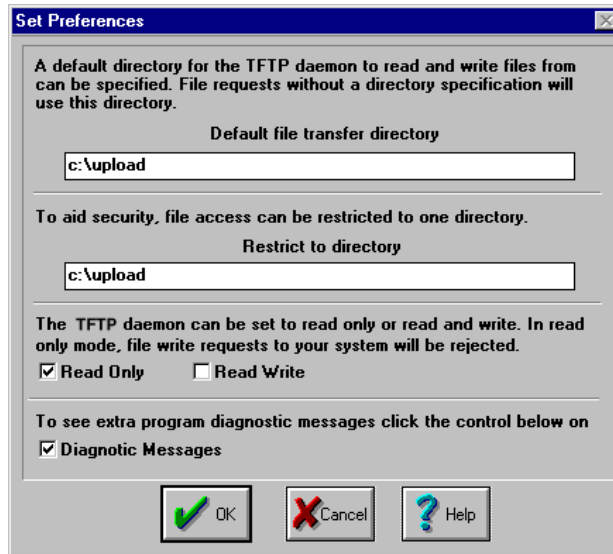 Set Preferences
A default directory for the TFTP daemon to read and write files from
can be specified. File requests without a directory specification will
use this directory.
Default file transfer directory
c:\upload
To aid security, file access can be restricted to one directory.
Restrict to directory
c:\upload
The TFTP daemon can be set to read only or read and write. In read
only mode, file write requests to your system will be rejected.
Read Only Read Write
To see extra program diagnostic messages click the control below on
Diagnotic Messages
OK Cancel Help